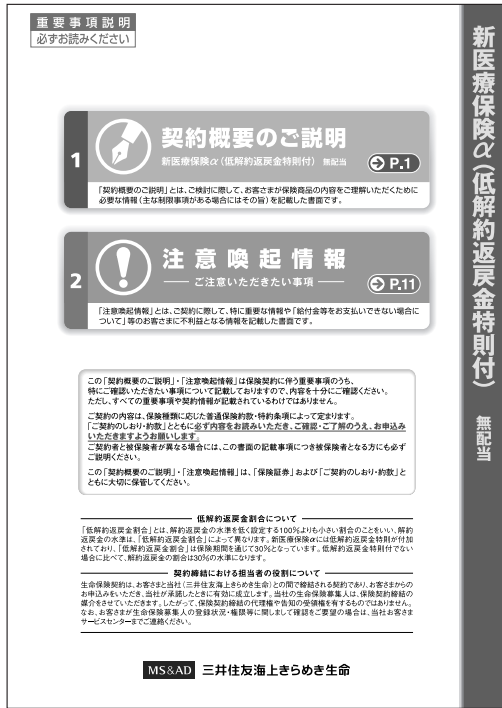 重要事項説明
必ずお読みください
新医療保険α(低解約返戻金特則付) 無配当
1
契約概要のご説明
新医療保険α(低解約返戻金特則付) 無配当
P.1
「契約概要のご説明」とは、ご検討に際して、お客さまが保険商品の内容をご理解いただくために
必要な情報(主な制限事項がある場合にはその旨)を記載した書面です。
2
注意喚起情報
ご注意いただきたい事項
P.11
「注意喚起情報」とは、ご契約に際して、特に重要な情報や「給付金等をお支払いできない場合に
ついて」等のお客さまに不利益となる情報を記載した書面です。
この「契約概要のご説明」・「注意喚起情報」は保険契約に伴う重要事項のうち、
特にご確認いただきたい事項について記載しておりますので、内容を十分にご確認ください。
ただし、すべての重要事項や契約情報が記載されているわけではありません。
ご契約の内容は、保険種類に応じた普通保険約款・特約条項によって定まります。
「ご契約のしおり・約款」とともに必ず内容をお読みいただき、ご確認・ご了解のうえ、お申込み
いただきますようお願いします。
ご契約者と被保険者が異なる場合には、この書面の記載事項につき被保険者となる方にも必ず
ご説明ください。
この「契約概要のご説明」・「注意喚起情報」は、「保険証券」および「ご契約のしおり・約款」と
ともに大切に保管してください。
低解約返戻金割合について
「低解約返戻金割合」とは、解約返戻金の水準を低く設定する100%よりも小さい割合のことをいい、解約
返戻金の水準は、「低解約返戻金割合」によって異なります。新医療保険αには低解約返戻金特則が付加
されており、「低解約返戻金割合」は保険期間を通じて30%となっています。低解約返戻金特則付でない
場合に比べて、解約返戻金の割合は30%の水準になります。
契約締結における担当者の役割について
生命保険契約は、お客さまと当社(三井住友海上きらめき生命)との間で締結される契約であり、お客さまからの
お申込みをいただき、当社が承諾したときに有効に成立します。当社の生命保険募集人は、保険契約締結の
媒介をさせていただきます。したがって、保険契約締結の代理権や告知の受領権を有するものではありません。
なお、お客さまが生命保険募集人の登録状況・権限等に関しまして確認をご要望の場合は、当社お客さま
サービスセンターまでご連絡ください。
MS&AD 三井住友海上きらめき生命